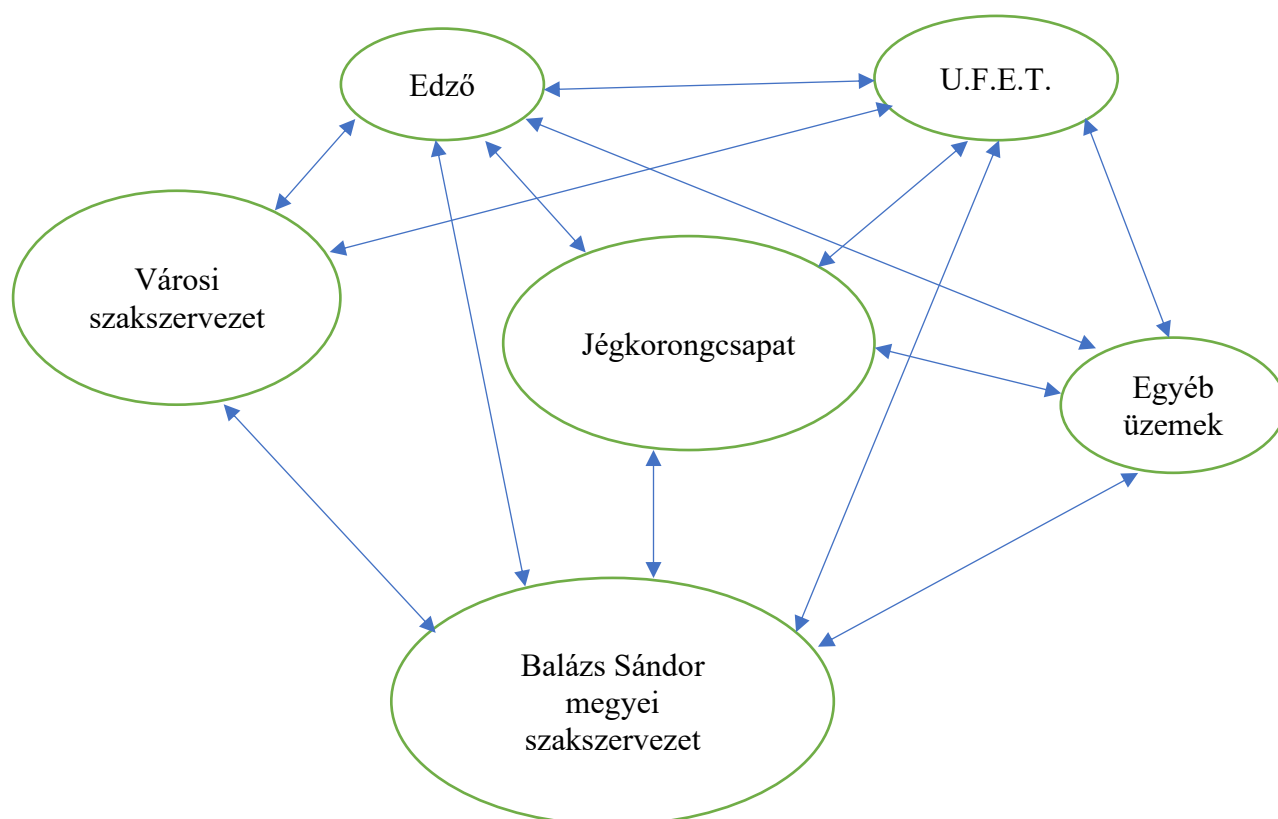 Edző
U.F.E.T.
Városi
szakszervezet
Jégkorongcsapat
Egyéb
üzemek
Balázs Sándor
megyei
szakszervezet